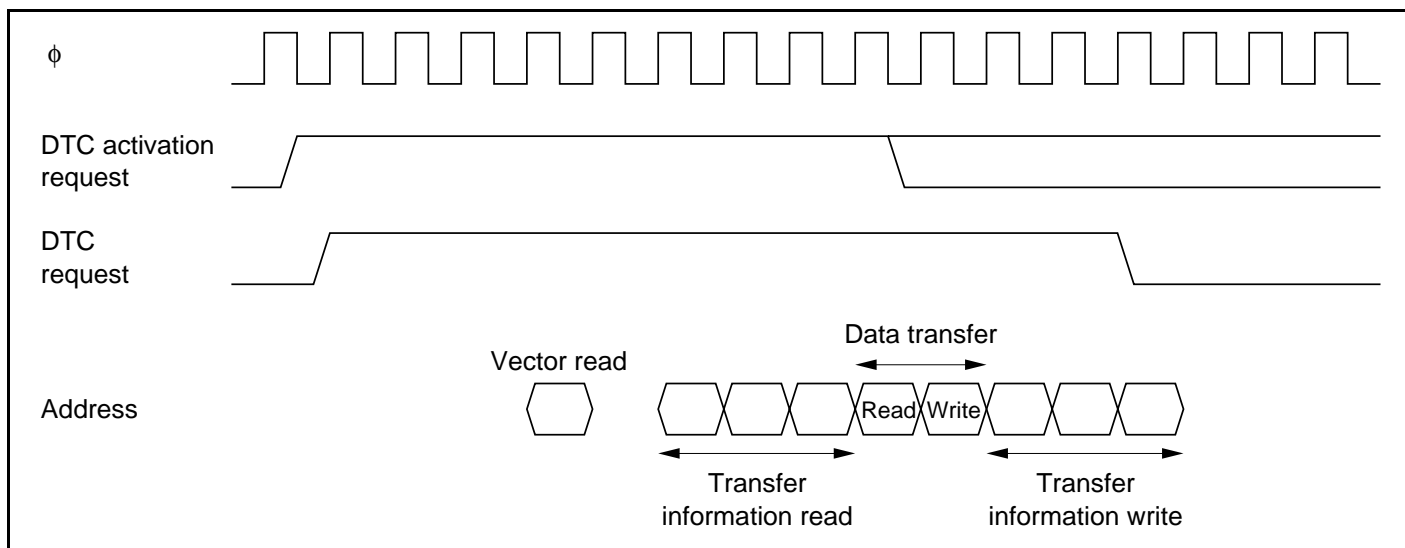 ϕ
DTC activation
request
DTC
request
Data transfer
Vector read
Address
Read Write
Transfer
information read
Transfer
information write